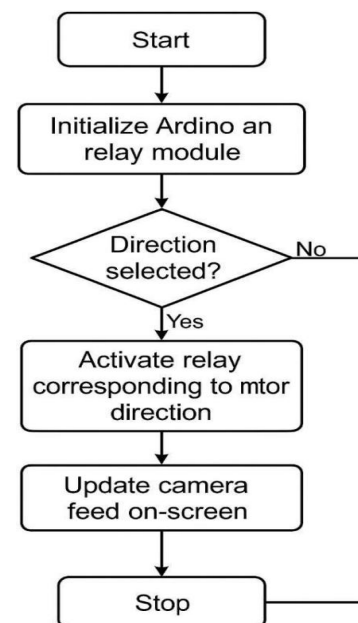 Start
Initialize Ardino an
relay module
Direction
selected?
No
Yes
Activate relay
corresponding to mtor
direction
Update camera
feed on-screen
Stop